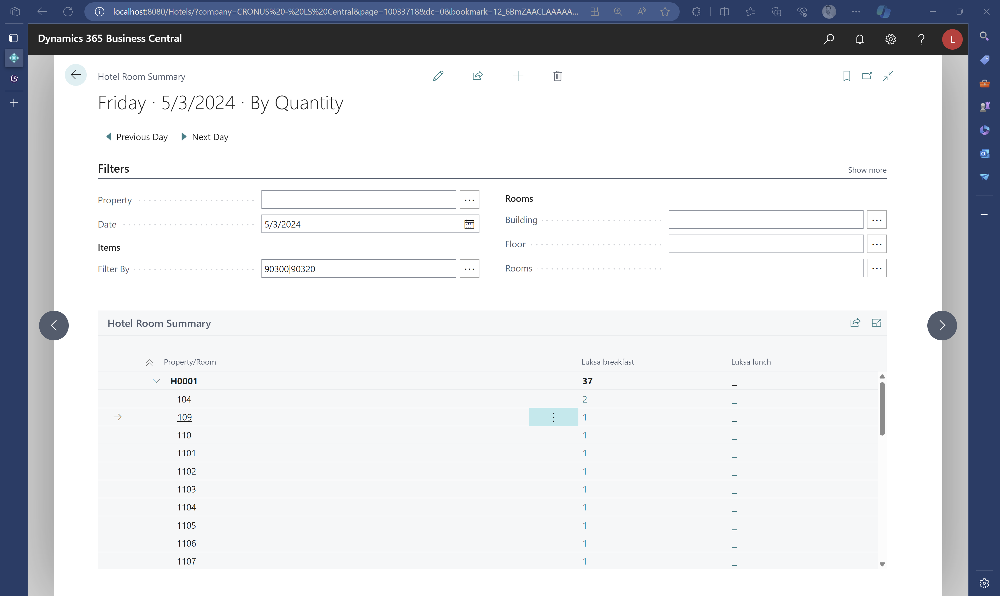 localhost:8080/Hotels/?company=CRONUS%20-%20LS%20Central&page=10033718&dc=0&bookmark=12_6BmZAACLAAAAA...
Dynamics 365 Business Central
L
Hotel Room Summary
Friday · 5/3/2024 · By Quantity
Previous Day Next Day
Filters Show more
Property
Date 5/3/2024
Items
Filter By 90300|90320
Rooms
Building
Floor
Rooms
Hotel Room Summary
Property/Room Luksa breakfast Luksa lunch
H0001 37 _
104 2 _
109 1 _
110 1 _
1101 1 _
1102 1 _
1103 1 _
1104 1 _
1105 1 _
1106 1 _
1107 1 _